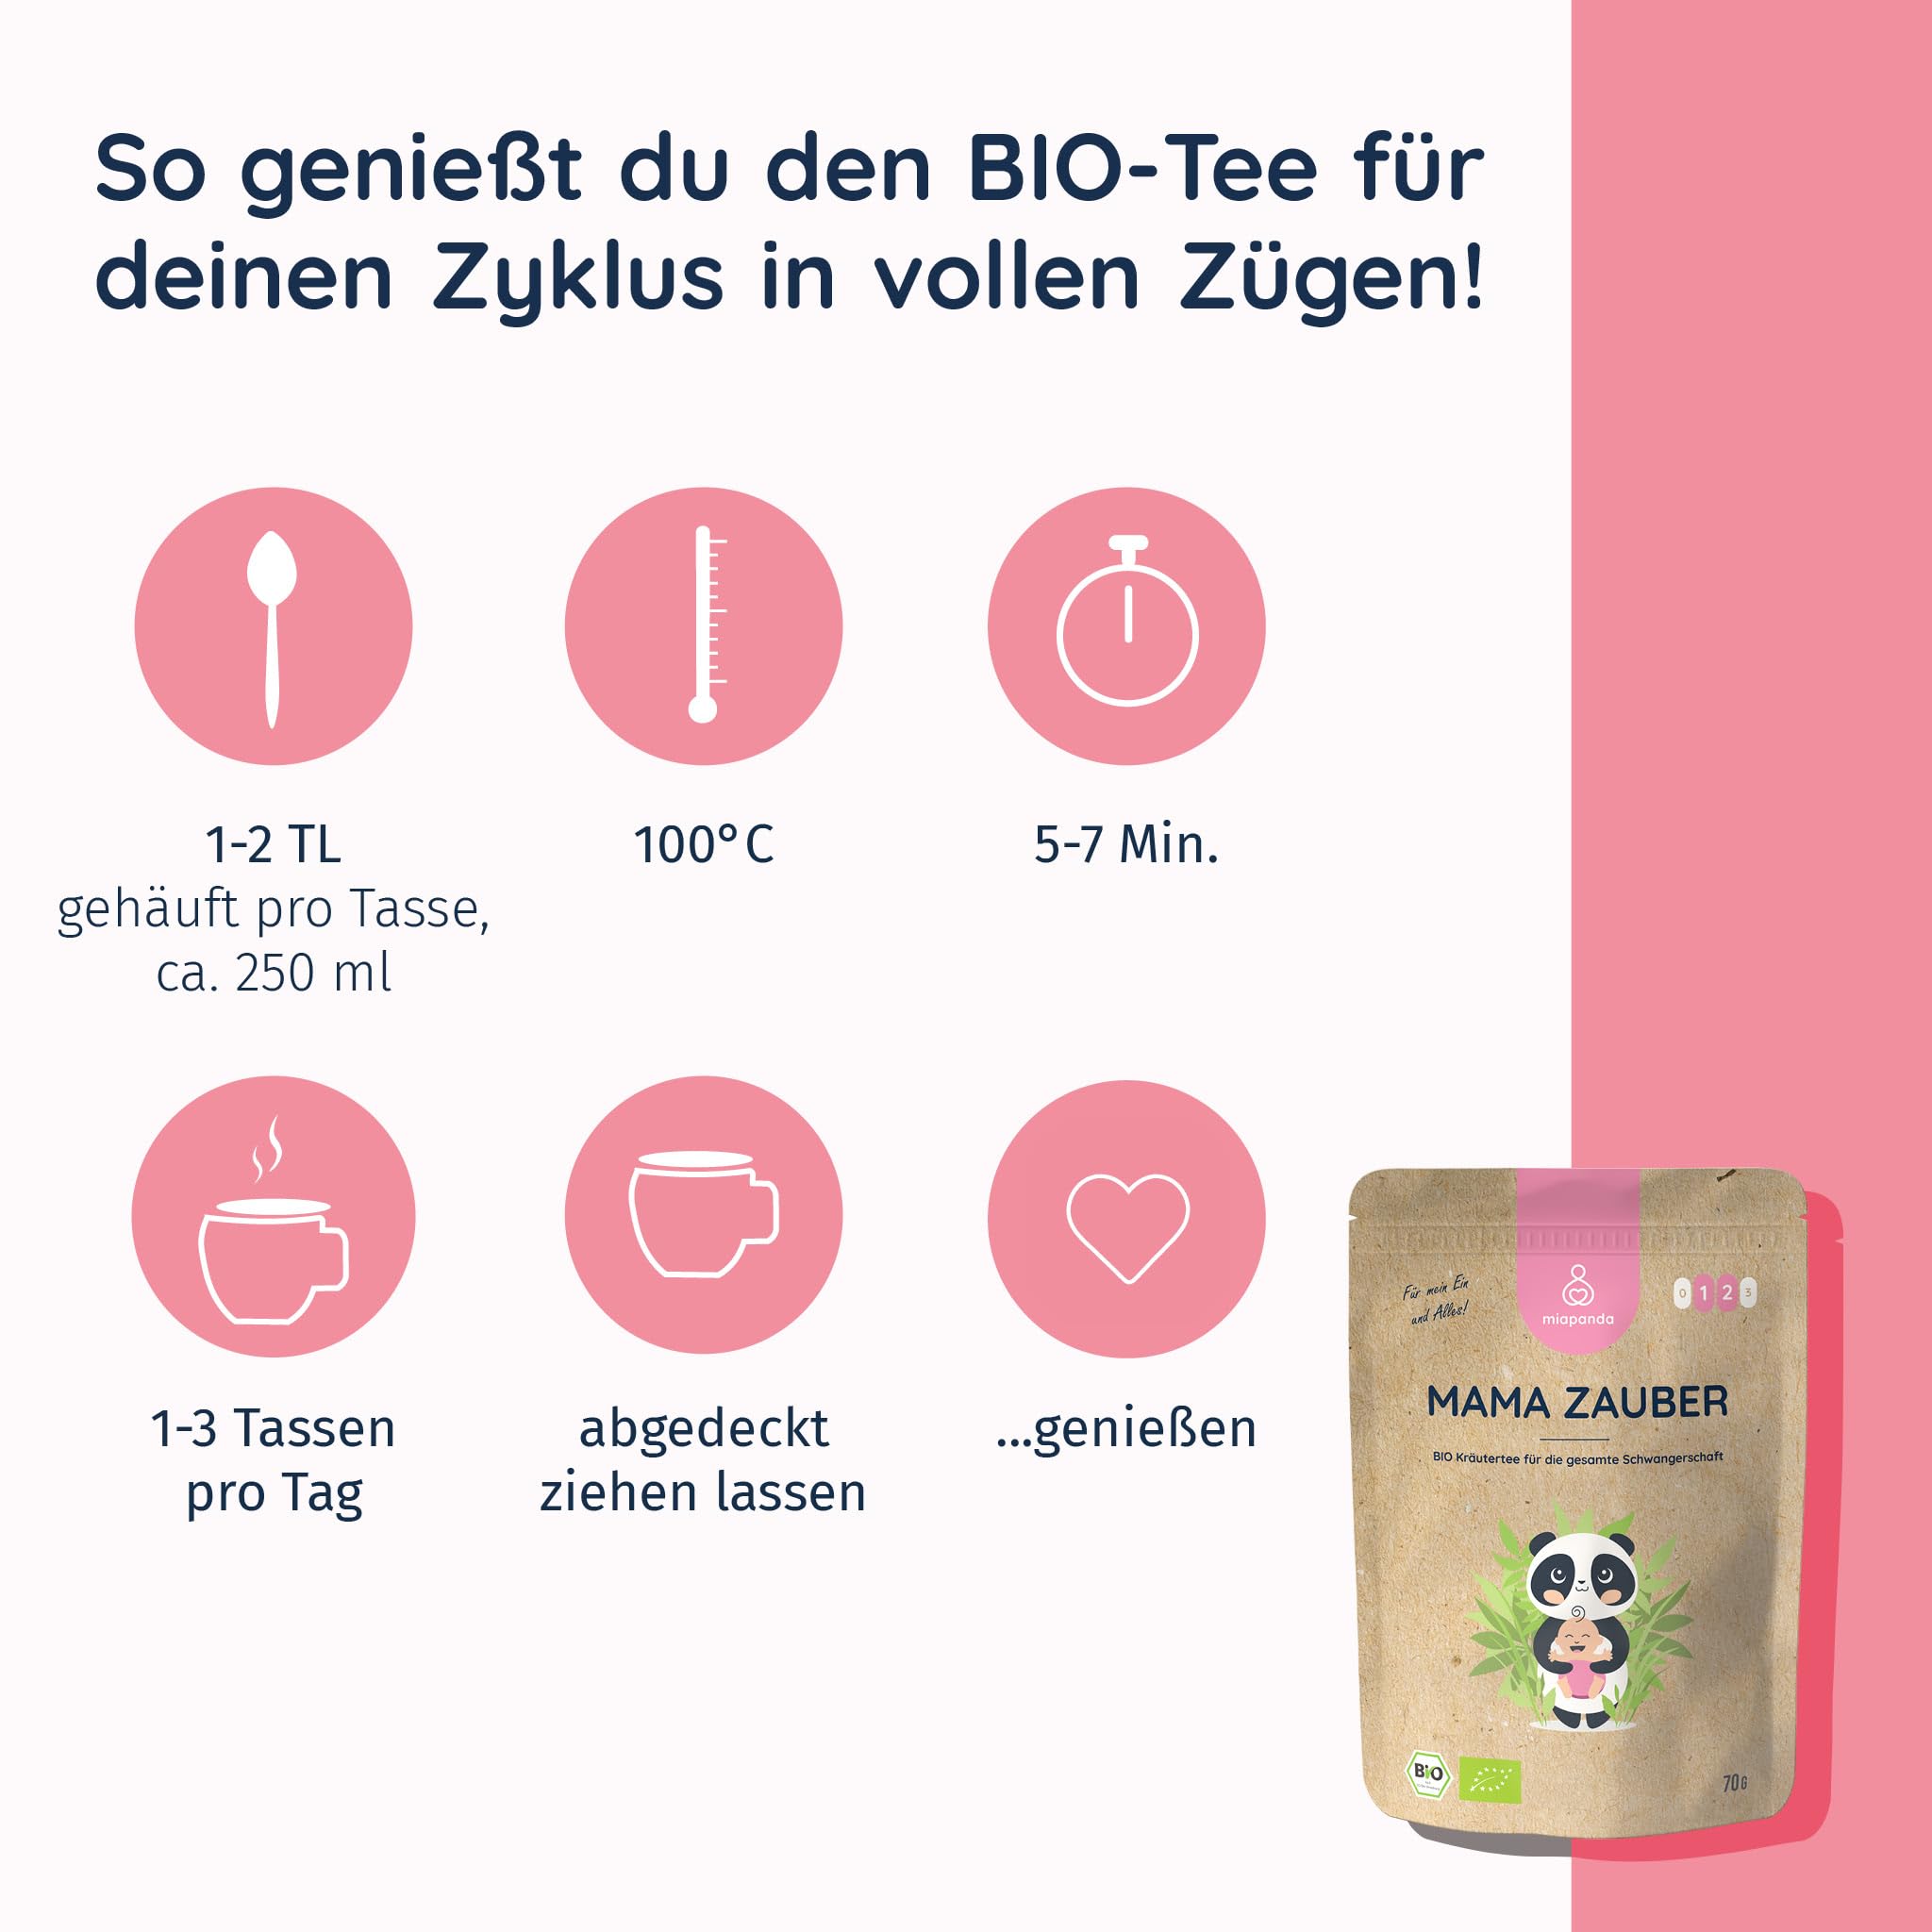 So genießt du den BIO-Tee für
deinen Zyklus in vollen Zügen!
1-2 TL
gehäuft pro Tasse,
ca. 250 ml
100°C
5-7 Min.
1-3 Tassen
pro Tag
abgedeckt
ziehen lassen
...genießen
Für mein Ein
und Alles!
miapanda
0 1 2 3
MAMA ZAUBER
BIO Kräutertee für die gesamte Schwangerschaft
BiO
70G